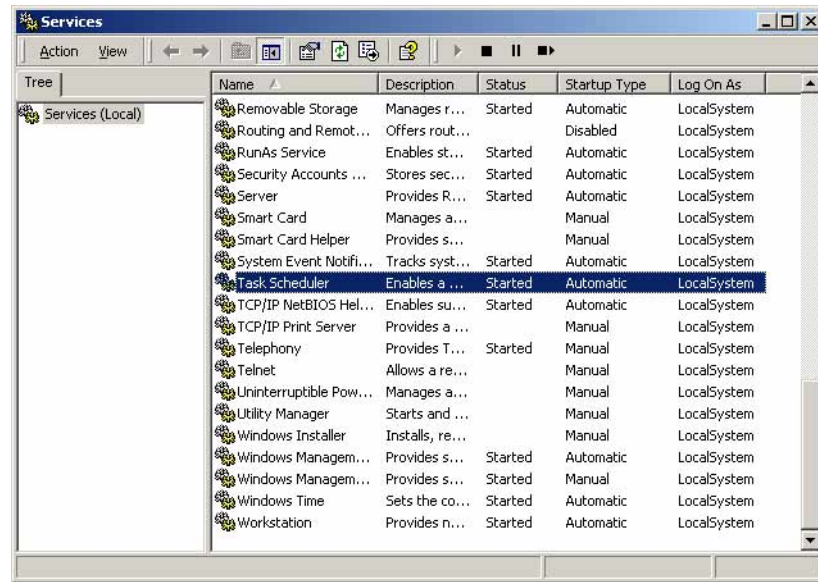 Services
Action View
Tree
Services (Local)
Name Description Status Startup Type Log On As
Removable Storage Manages r... Started Automatic LocalSystem
Routing and Remot... Offers rout... Disabled LocalSystem
RunAs Service Enables st... Started Automatic LocalSystem
Security Accounts ... Stores sec... Started Automatic LocalSystem
Server Provides R... Started Automatic LocalSystem
Smart Card Manages a... Manual LocalSystem
Smart Card Helper Provides s... Manual LocalSystem
System Event Notifi... Tracks syst... Started Automatic LocalSystem
Task Scheduler Enables a ... Started Automatic LocalSystem
TCP/IP NetBIOS Hel... Enables su... Started Automatic LocalSystem
TCP/IP Print Server Provides a ... Manual LocalSystem
Telephony Provides T... Started Manual LocalSystem
Telnet Allows a re... Manual LocalSystem
Uninterruptible Pow... Manages a... Manual LocalSystem
Utility Manager Starts and ... Manual LocalSystem
Windows Installer Installs, re... Manual LocalSystem
Windows Managem... Provides s... Started Automatic LocalSystem
Windows Managem... Provides s... Started Manual LocalSystem
Windows Time Sets the co... Started Automatic LocalSystem
Workstation Provides n... Started Automatic LocalSystem